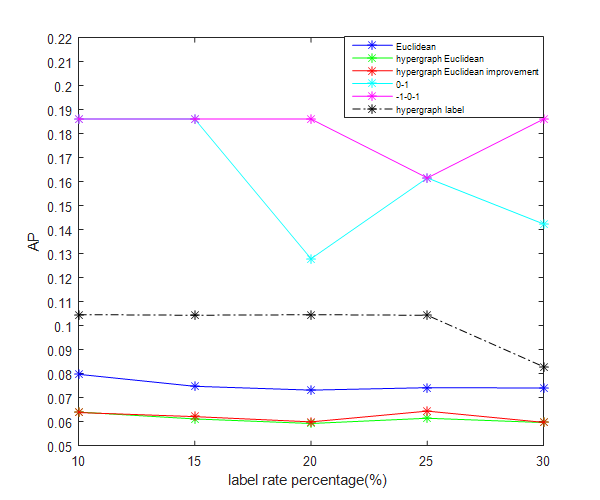 0.22
0.21
0.2
0.19
0.18
0.17
0.16
0.15
0.14
0.13
0.12
0.11
0.1
0.09
0.08
0.07
0.06
0.05
AP
Euclidean
hypergraph Euclidean
hypergraph Euclidean improvement
0-1
-1-0-1
hypergraph label
10 15 20 25 30
label rate percentage(%)